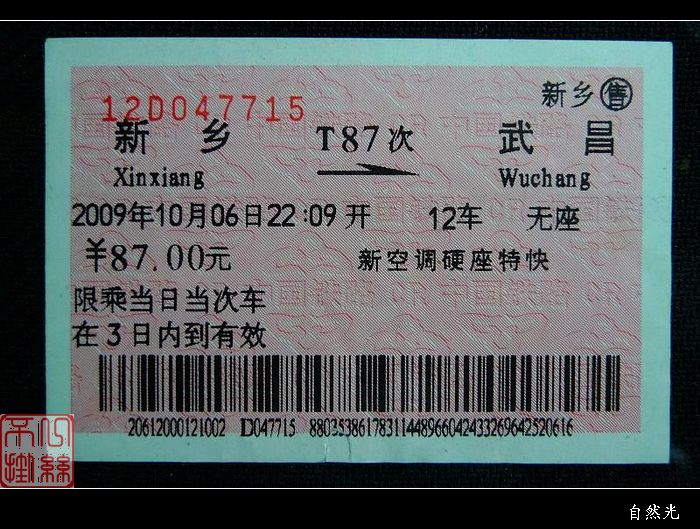 12D047715
新乡 售
新乡 T87次 武昌
Xinxiang Wuchang
2009年10月06日22:09开 12车 无座
￥87.00元 新空调硬座特快
限乘当日当次车
在3日内到有效
20612000121002 D047715 8803538617831144896604243326964252​0616
自然光